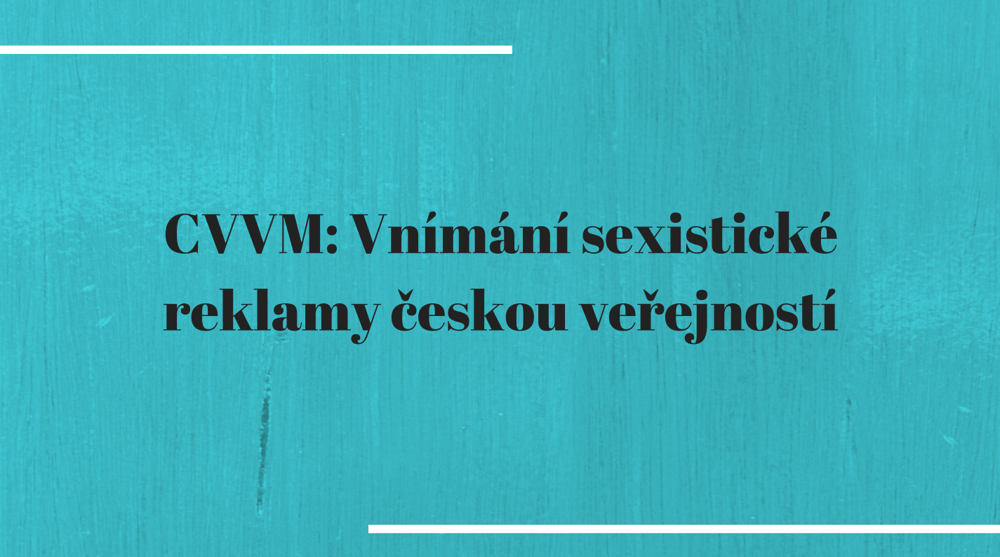 CVVM: Vnímání sexistické
reklamy českou veřejností